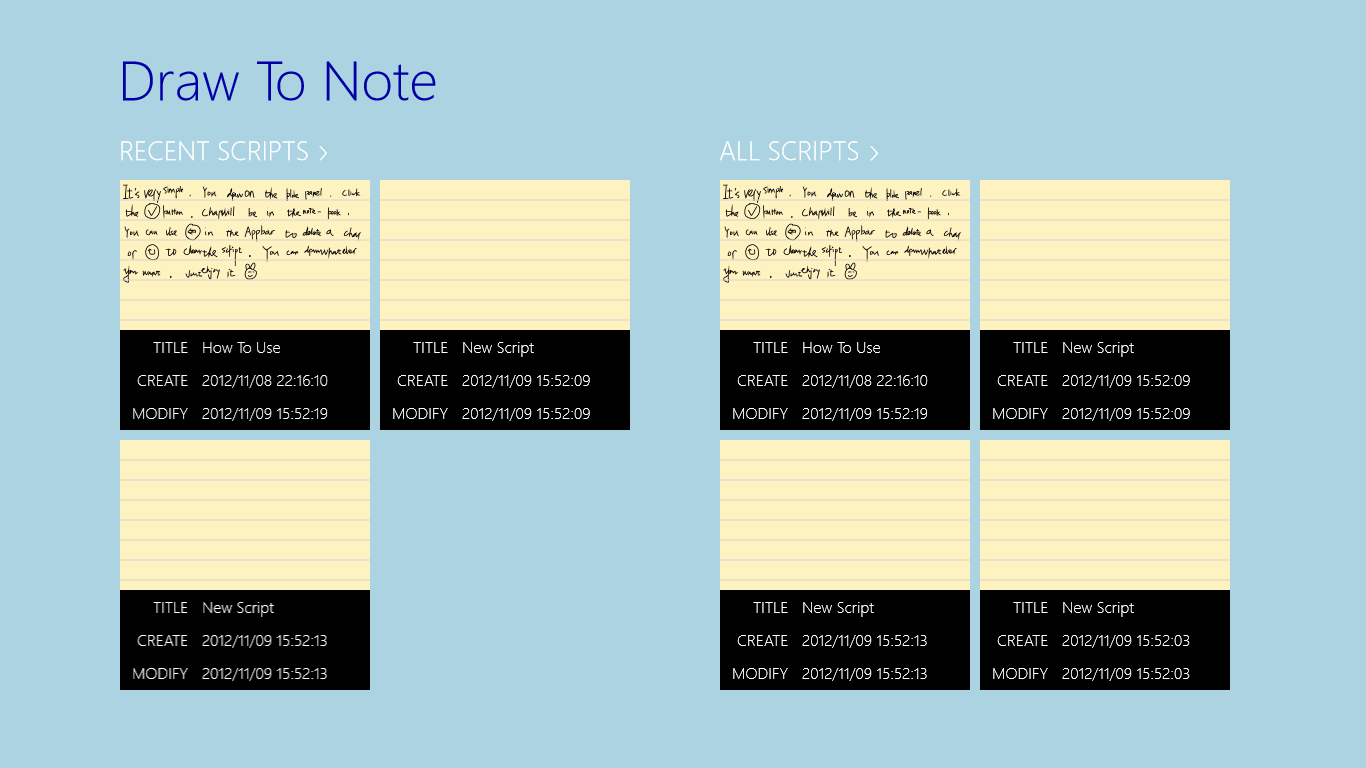 Draw To Note
RECENT SCRIPTS >
It's very simple. You draw on the blue panel. Click
the button. Char will be in the note-book.
You can use in the Appbar to delete a char
or To clean the script. You can draw whatever
you want. Just enjoy it
TITLE How To Use
CREATE 2012/11/08 22:16:10
MODIFY 2012/11/09 15:52:19
TITLE New Script
CREATE 2012/11/09 15:52:09
MODIFY 2012/11/09 15:52:09
TITLE New Script
CREATE 2012/11/09 15:52:13
MODIFY 2012/11/09 15:52:13
ALL SCRIPTS >
It's very simple. You draw on the blue panel. Click
the button. Char will be in the note-book.
You can use in the Appbar to delete a char
or To clean the script. You can draw whatever
you want. Just enjoy it
TITLE How To Use
CREATE 2012/11/08 22:16:10
MODIFY 2012/11/09 15:52:19
TITLE New Script
CREATE 2012/11/09 15:52:09
MODIFY 2012/11/09 15:52:09
TITLE New Script
CREATE 2012/11/09 15:52:13
MODIFY 2012/11/09 15:52:13
TITLE New Script
CREATE 2012/11/09 15:52:03
MODIFY 2012/11/09 15:52:03